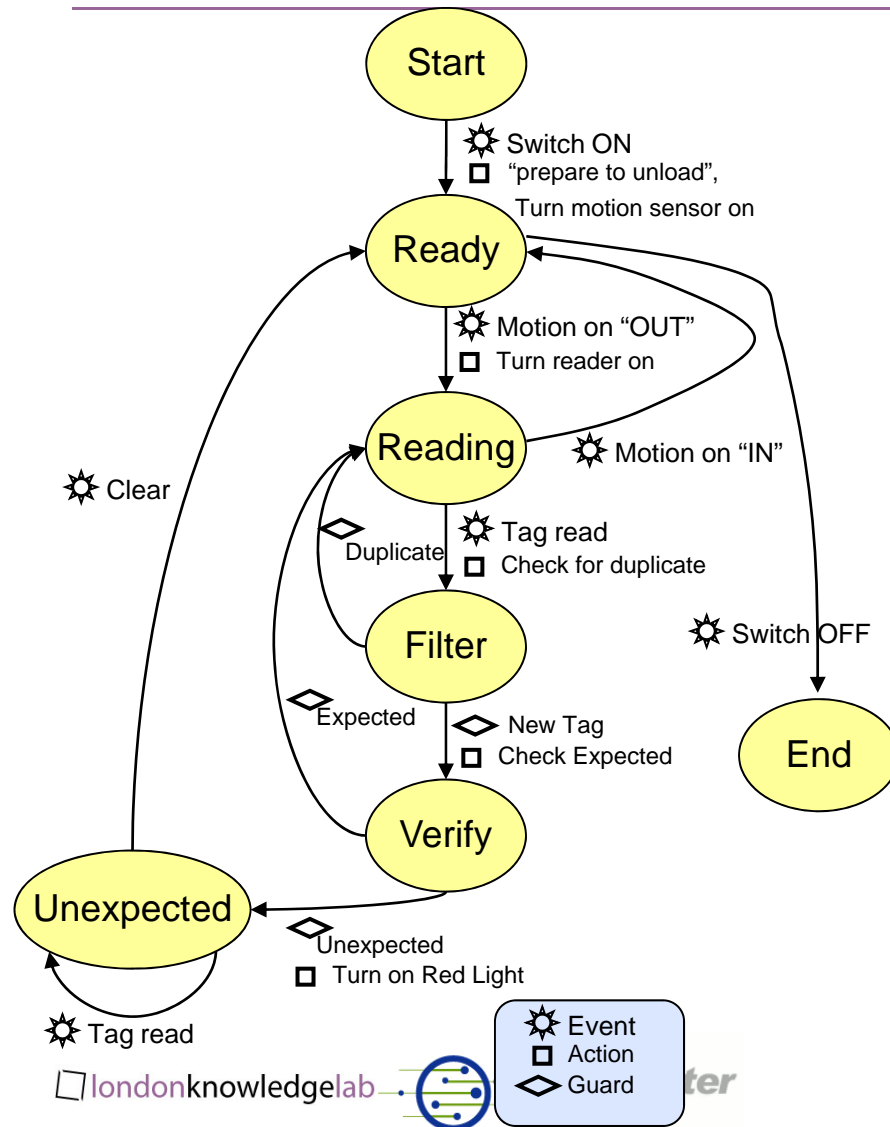 Start
Switch ON
“prepare to unload”,
Turn motion sensor on
Ready
Motion on “OUT”
Turn reader on
Reading
Motion on “IN”
Clear
Tag read
Duplicate
Check for duplicate
Filter
Switch OFF
Expected
New Tag
Check Expected
End
Verify
Unexpected
Unexpected
Turn on Red Light
Tag read
Event
Action
Guard
londonknowledgelab